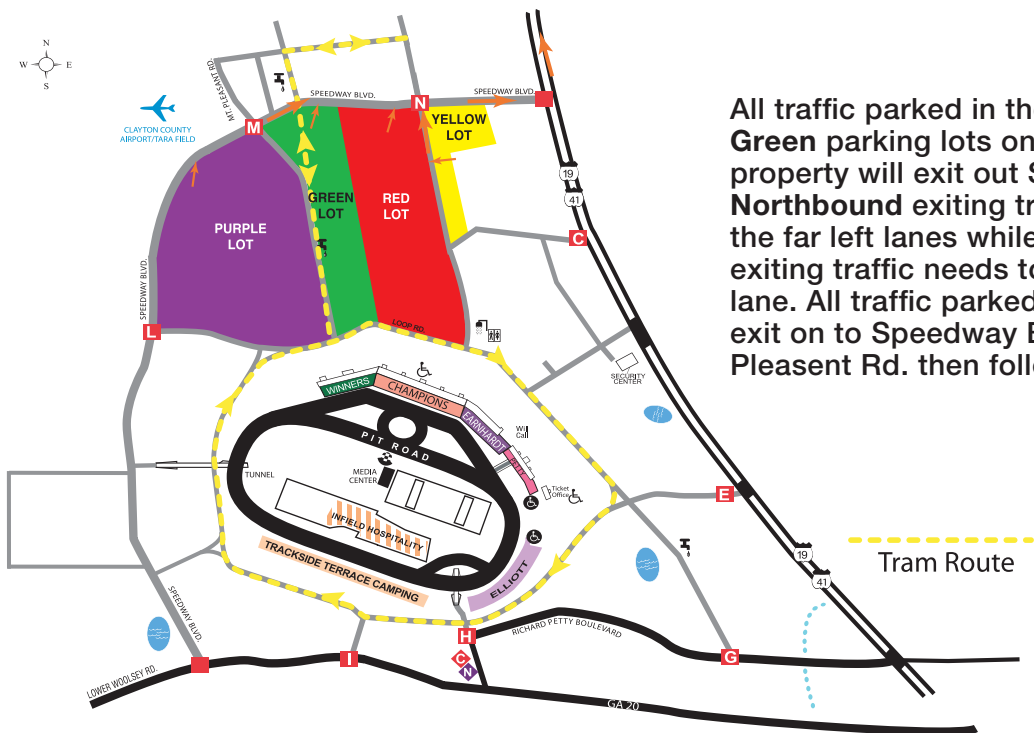 N
W E
S
MT. PLEASANT RD.
CLAYTON COUNTY
AIRPORT/TARA FIELD
SPEEDWAY BLVD.
SPEEDWAY BLVD.
M
N
YELLOW
LOT
GREEN
LOT
RED
LOT
PURPLE
LOT
19
41
C
SPEEDWAY BLVD.
L
LOOP RD.
SECURITY
CENTER
All traffic parked in th
Green parking lots on
property will exit out S
Northbound exiting tr
the far left lanes while
exiting traffic needs to
lane. All traffic parked
exit on to Speedway B
Pleasent Rd. then follo
WINNERS
CHAMPIONS
EARNHARDT
PETTY
Will
Call
PIT ROAD
MEDIA
CENTER
Ticket
Office
TUNNEL
INFIELD HOSPITALITY
TRACKSIDE TERRACE CAMPING
ELLIOTT
E
19
41
Tram Route
SPEEDWAY BLVD.
H
RICHARD PETTY BOULEVARD
I
G
C
N
LOWER WOOLSEY RD.
GA 20